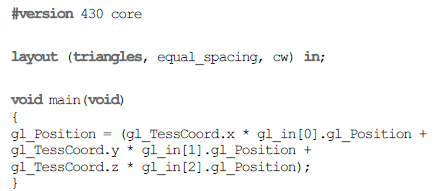 #version 430 core
layout (triangles, equal_spacing, cw) in;
void main(void)
{
gl_Position = (gl_TessCoord.x * gl_in[0].gl_Position +
gl_TessCoord.y * gl_in[1].gl_Position +
gl_TessCoord.z * gl_in[2].gl_Position);
}